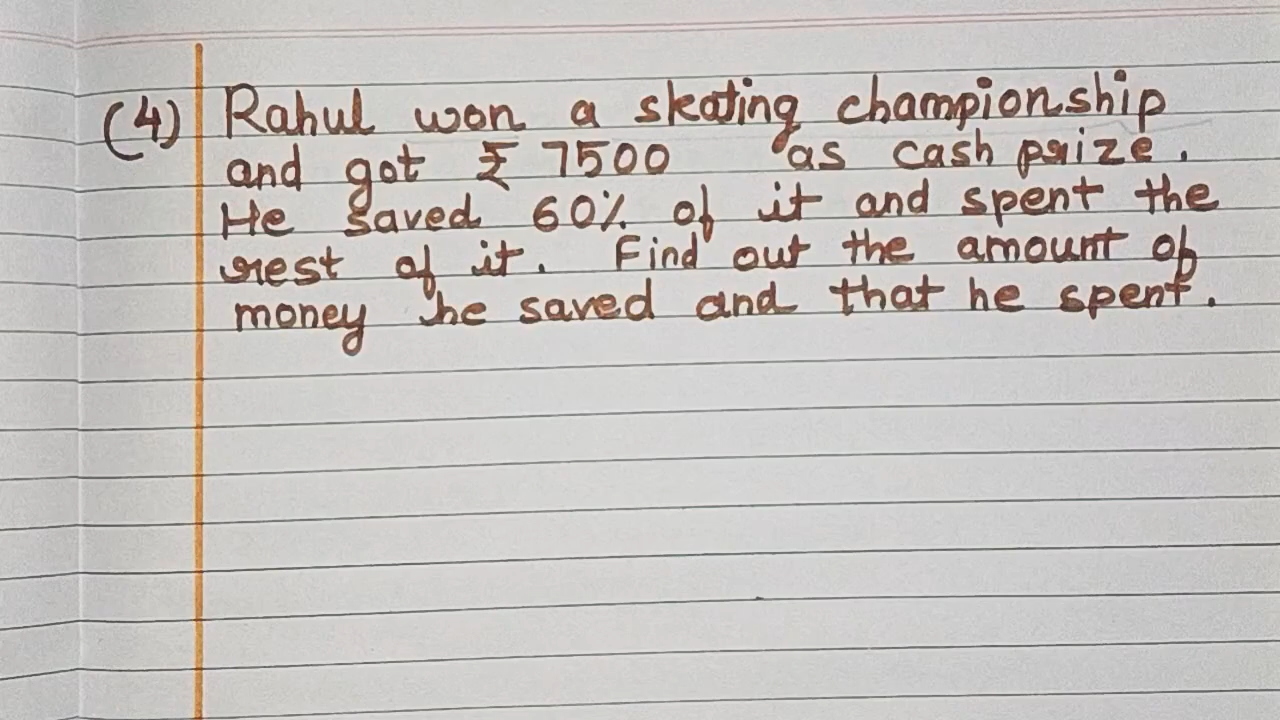 (4) Rahul won a skating championship
and got ₹ 7500 as cash prize.
He saved 60% of it and spent the
rest of it. Find out the amount of
money he saved and that he spent.